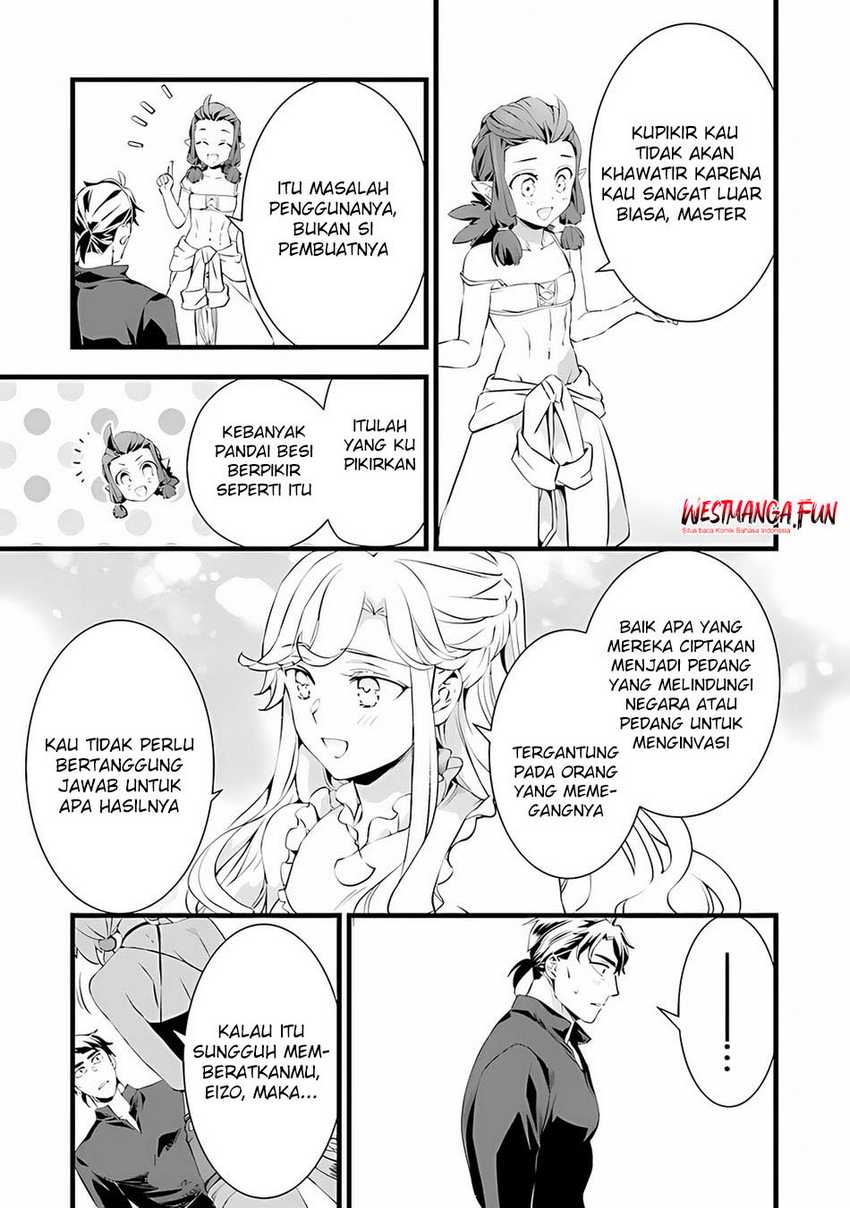 KUPIKIR KAU
TIDAK AKAN
KHAWATIR KARENA
KAU SANGAT LUAR
BIASA, MASTER
ITU MASALAH
PENGGUNANYA,
BUKAN SI
PEMBUATNYA
ITULAH
YANG KU
PIKIRKAN
KEBANYAK
PANDAI BESI
BERPIKIR
SEPERTI ITU
WESTMANGA.FUN
Situs baca Komik Bahasa Indonesia
BAIK APA YANG
MEREKA CIPTAKAN
MENJADI PEDANG
YANG MELINDUNGI
NEGARA ATAU
PEDANG UNTUK
MENGINVASI
TERGANTUNG
PADA ORANG
YANG MEME-
GANGNYA
KAU TIDAK PERLU
BERTANGGUNG
JAWAB UNTUK
APA HASILNYA
...
KALAU ITU
SUNGGUH MEM-
BERATKANMU,
EIZO, MAKA...